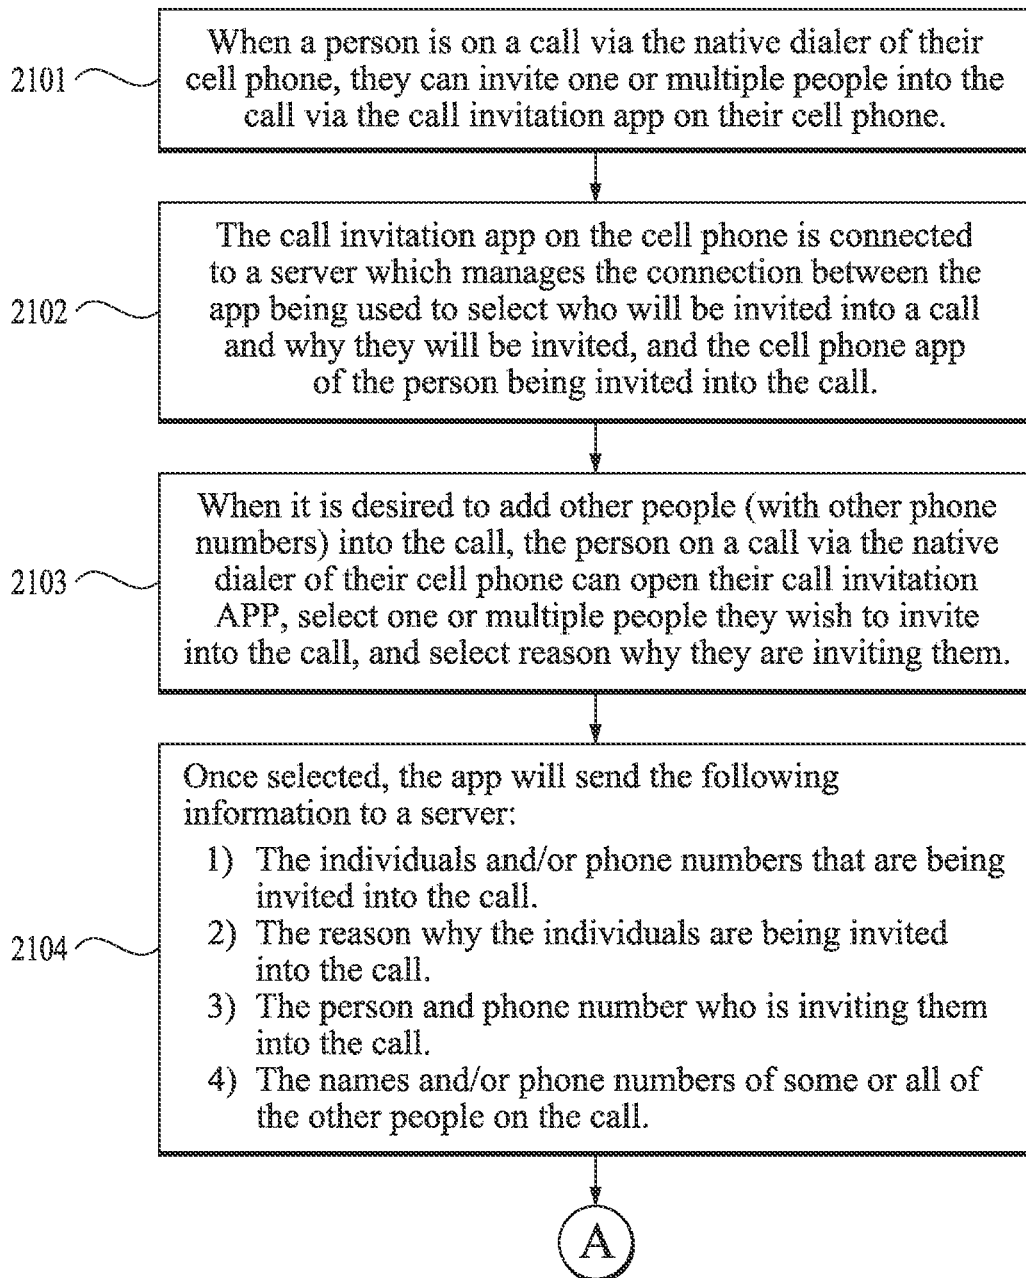 When a person is on a call via the native dialer of their
cell phone, they can invite one or multiple people into the
call via the call invitation app on their cell phone.
2101
The call invitation app on the cell phone is connected
to a server which manages the connection between the
app being used to select who will be invited into a call
and why they will be invited, and the cell phone app
of the person being invited into the call.
2102
When it is desired to add other people (with other phone
numbers) into the call, the person on a call via the native
dialer of their cell phone can open their call invitation
APP, select one or multiple people they wish to invite
into the call, and select reason why they are inviting them.
2103
Once selected, the app will send the following
information to a server:
1) The individuals and/or phone numbers that are being
invited into the call.
2) The reason why the individuals are being invited
into the call.
3) The person and phone number who is inviting them
into the call.
4) The names and/or phone numbers of some or all of
the other people on the call.
2104
A